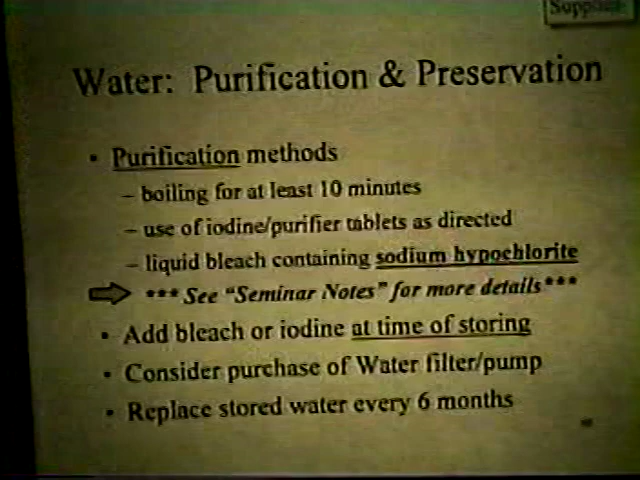 Water: Purification & Preservation
• Purification methods
– boiling for at least 10 minutes
– use of iodine/purifier tablets as directed
– liquid bleach containing sodium hypochlorite
*** See "Seminar Notes" for more details***
• Add bleach or iodine at time of storing
• Consider purchase of Water filter/pump
• Replace stored water every 6 months